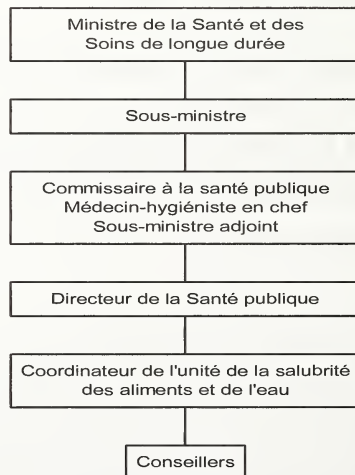 Ministre de la Santé et des
Soins de longue durée
Sous-ministre
Commissaire à la santé publique
Médecin-hygiéniste en chef
Sous-ministre adjoint
Directeur de la Santé publique
Coordinateur de l'unité de la salubrité
des aliments et de l'eau
Conseillers